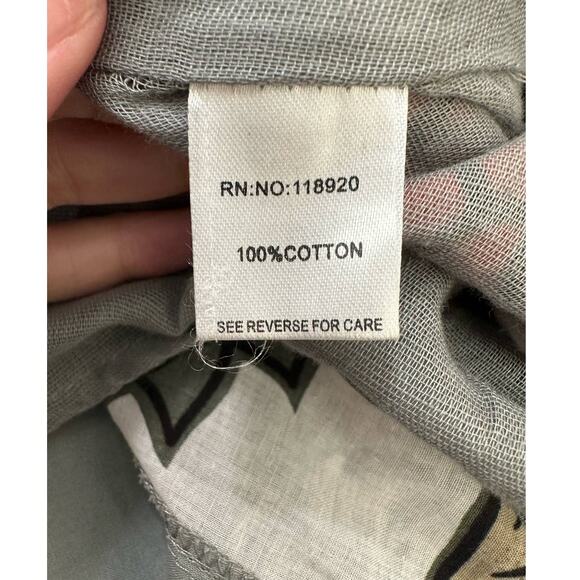 RN:NO:118920
100%COTTON
SEE REVERSE FOR CARE